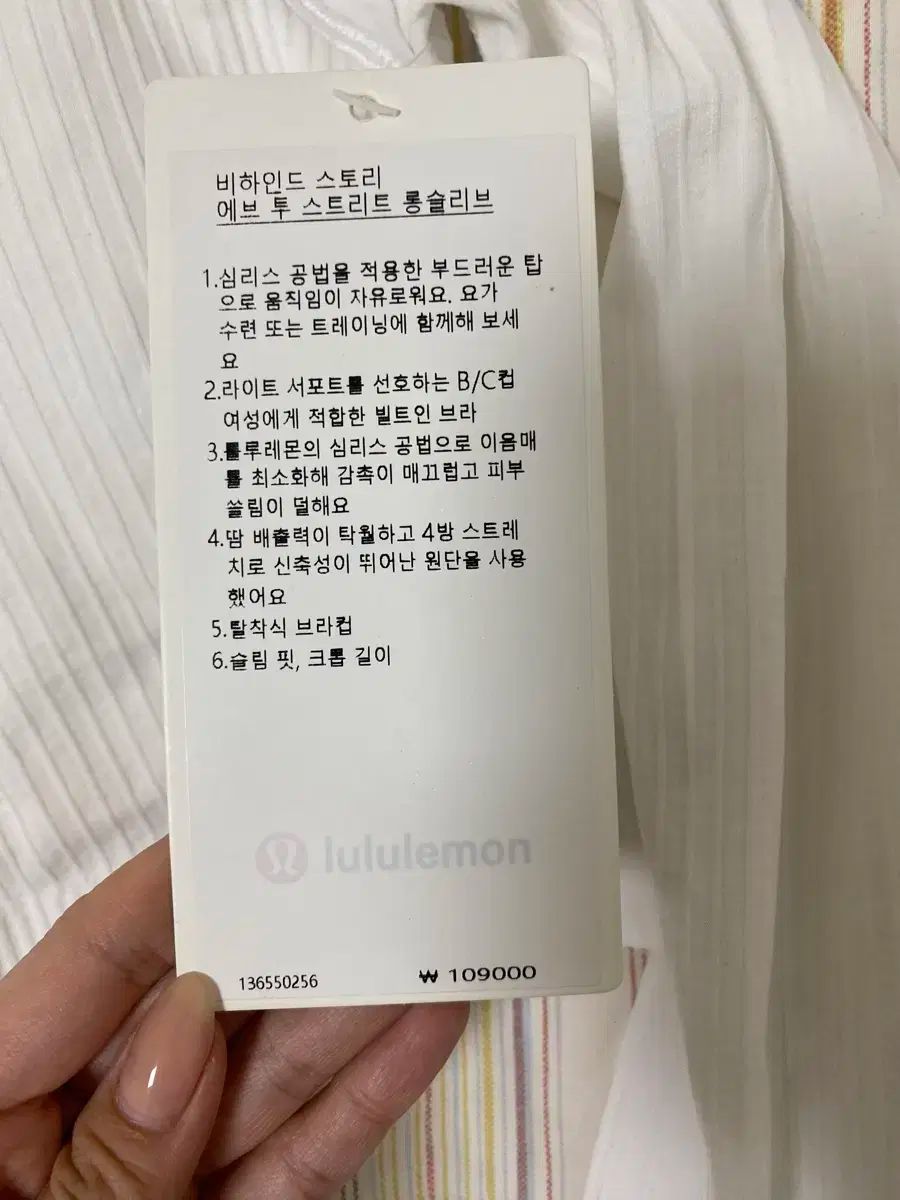 비하인드 스토리
에브 투 스트리트 롱슬리브
1.심리스 공법을 적용한 부드러운 탑
으로 움직임이 자유로워요. 요가
수련 또는 트레이닝에 함께해 보세
요
2.라이트 서포트를 선호하는 B/C컵
여성에게 적합한 빌트인 브라
3.룰루레몬의 심리스 공법으로 이음매
를 최소화해 감촉이 매끄럽고 피부
쓸림이 덜해요
4.땀 배출력이 탁월하고 4방 스트레
치로 신축성이 뛰어난 원단을 사용
했어요
5.탈착식 브라컵
6.슬림 핏, 크롭 길이
lululemon
136550256 ₩ 109000